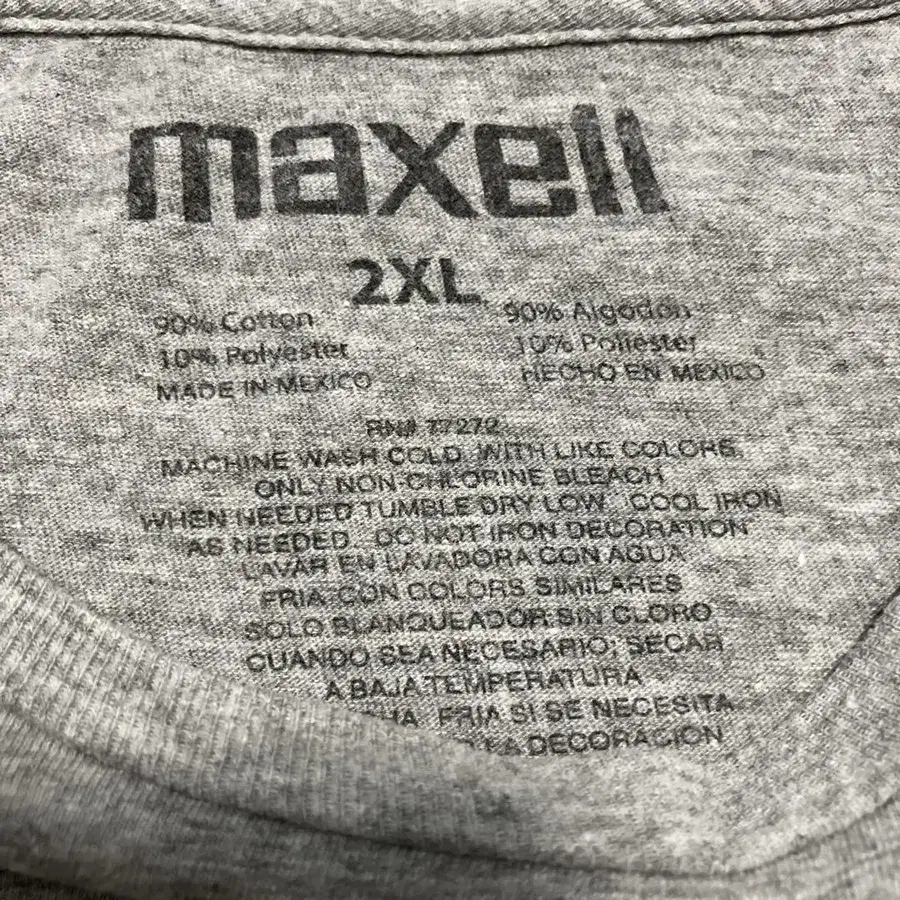 maxell
2XL
90% Cotton
10% Polyester
MADE IN MEXICO
90% Algodon
10% Poliester
HECHO EN MEXICO
RN# 77272
MACHINE WASH COLD WITH LIKE COLORS,
ONLY NON-CHLORINE BLEACH
WHEN NEEDED TUMBLE DRY LOW COOL IRON
AS NEEDED DO NOT IRON DECORATION
LAVAR EN LAVADORA CON AGUA
FRIA CON COLORS SIMILARES
SOLO BLANQUEADOR SIN CLORO
CUANDO SEA NECESARIO; SECAR
A BAJA TEMPERATURA
FRIA SI SE NECESITA
LA DECORACION